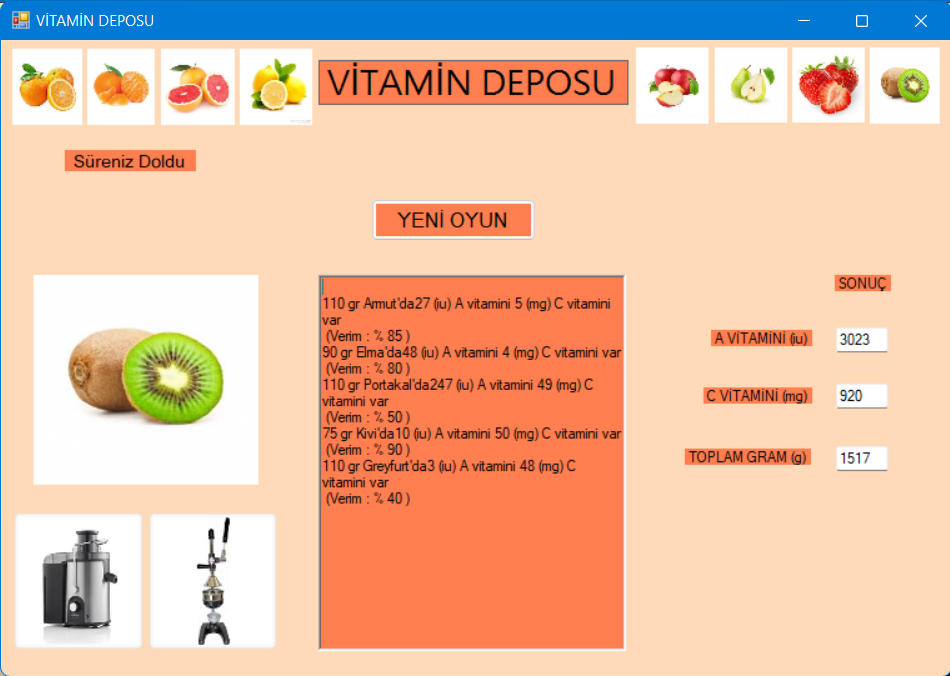 VİTAMİN DEPOSU
VİTAMİN DEPOSU
Süreniz Doldu
YENİ OYUN
110 gr Armut'da27 (iu) A vitamini 5 (mg) C vitamini
var
(Verim : % 85 )
90 gr Elma'da48 (iu) A vitamini 4 (mg) C vitamini var
(Verim : % 80 )
110 gr Portakal'da247 (iu) A vitamini 49 (mg) C
vitamini var
(Verim : % 50 )
75 gr Kivi'da10 (iu) A vitamini 50 (mg) C vitamini var
(Verim : % 90 )
110 gr Greyfurt'da3 (iu) A vitamini 48 (mg) C
vitamini var
(Verim : % 40 )
SONUÇ
A VİTAMİNİ (iu) 3023
C VİTAMİNİ (mg) 920
TOPLAM GRAM (g) 1517